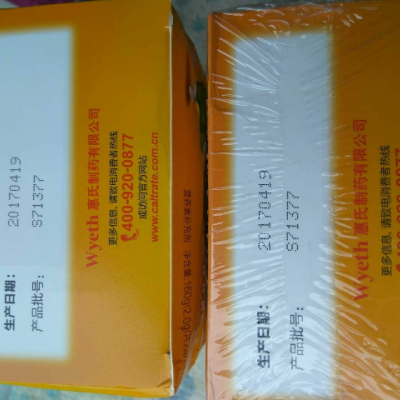 生产日期: 20170419
产品批号: S71377
Wyeth 惠氏制药有限公司
更多信息, 请致电消费者热线
400-920-0877
或访问官方网站
www.caltrate.com
生产日期: 20170419
产品批号: S71377
Wyeth 惠氏制药有限公司
更多信息, 请致电消费者热线